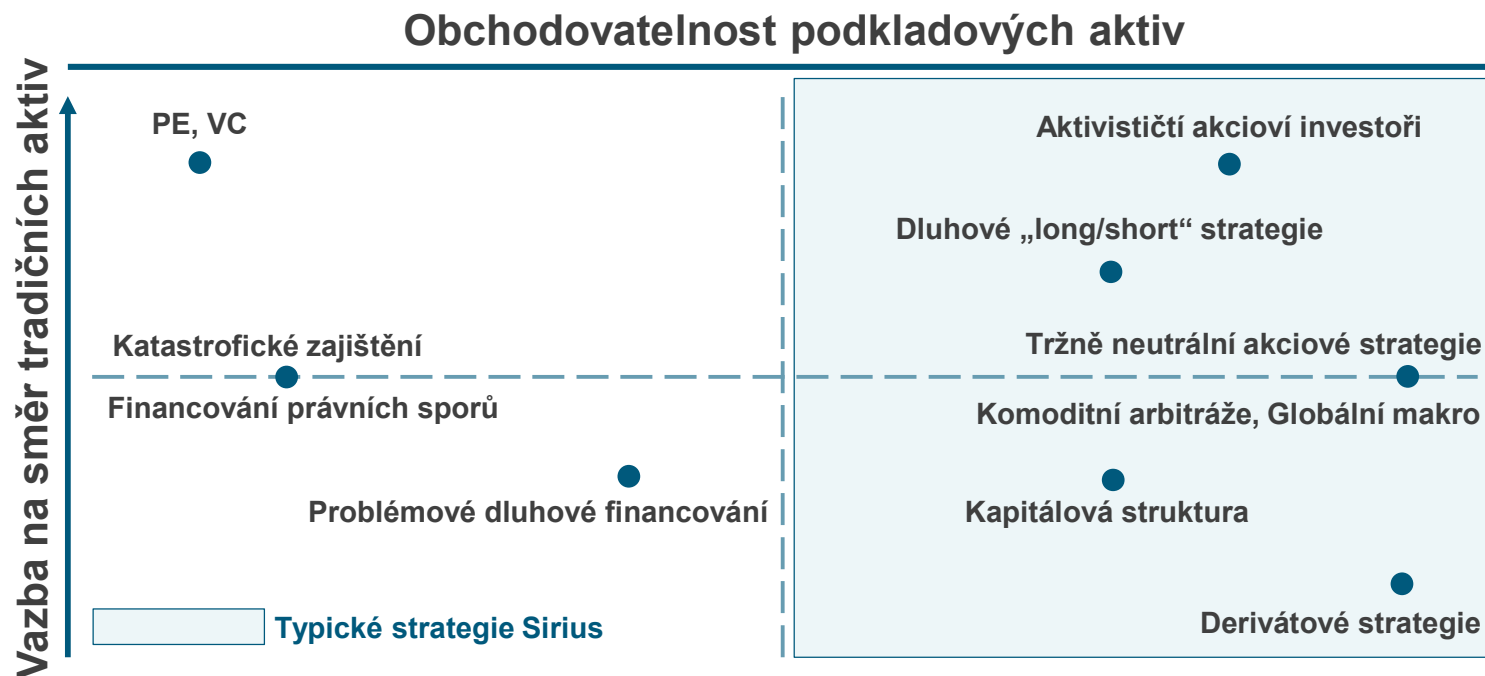 Obchodovatelnost podkladových aktiv
Vazba na směr tradičních aktiv
PE, VC
Aktivističtí akcioví investoři
Dluhové „long/short“ strategie
Katastrofické zajištění
Tržně neutrální akciové strategie
Financování právních sporů
Komoditní arbitráže, Globální makro
Problémové dluhové financování
Kapitálová struktura
Typické strategie Sirius
Derivátové strategie